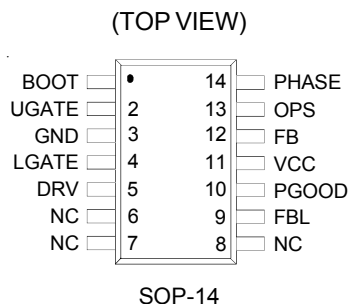 (TOP VIEW)
BOOT 14 PHASE
UGATE 2 13 OPS
GND 3 12 FB
LGATE 4 11 VCC
DRV 5 10 PGOOD
NC 6 9 FBL
NC 7 8 NC
SOP-14